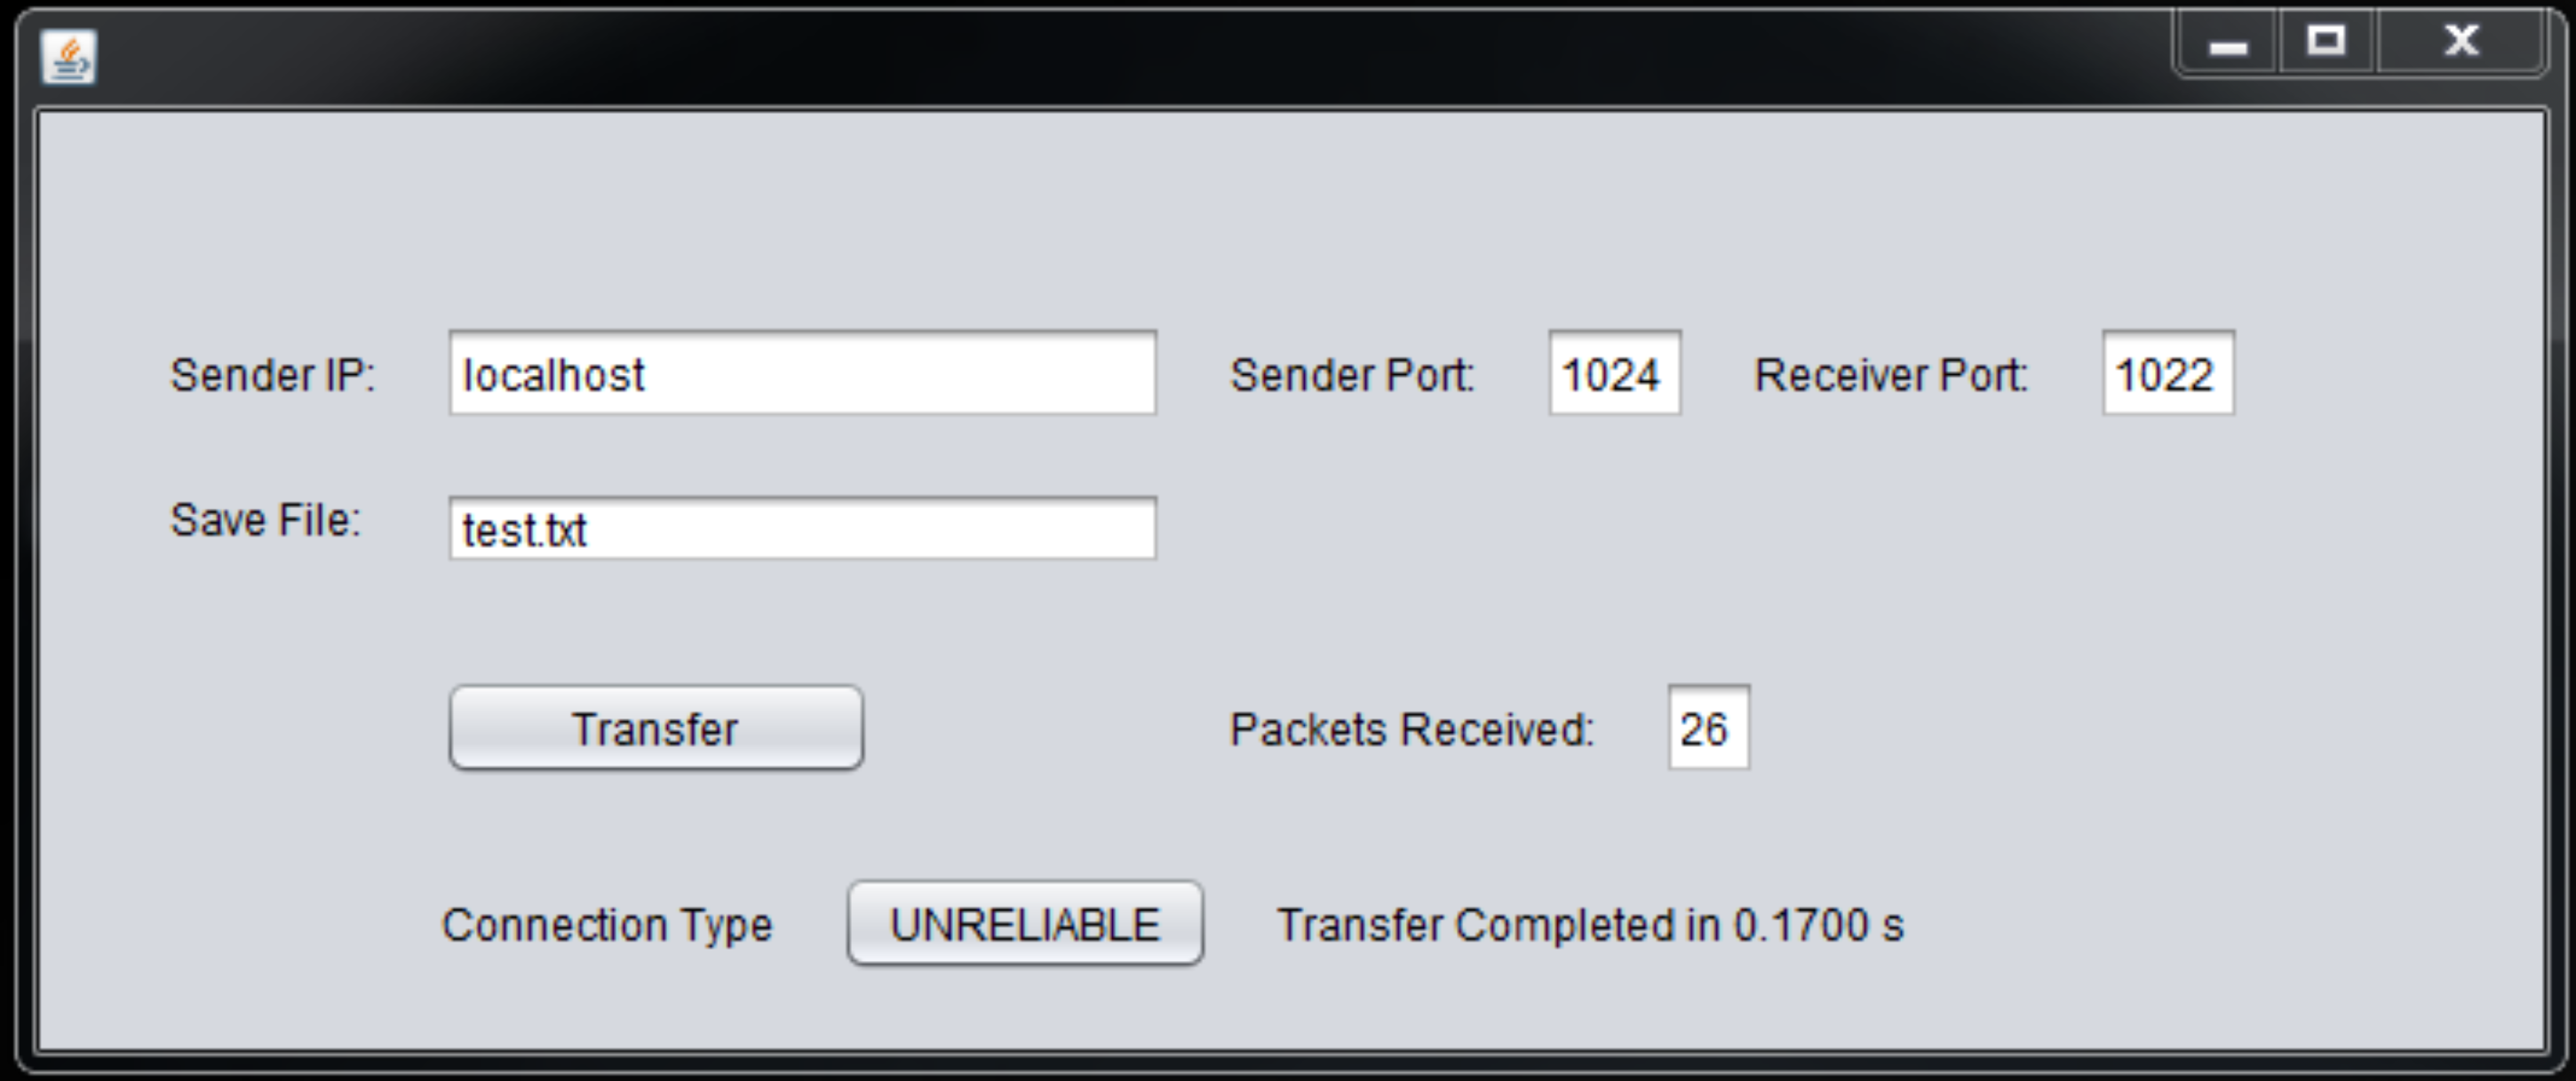 Sender IP: localhost Sender Port: 1024 Receiver Port: 1022
Save File: test.txt
Transfer Packets Received: 26
Connection Type UNRELIABLE Transfer Completed in 0.1700 s